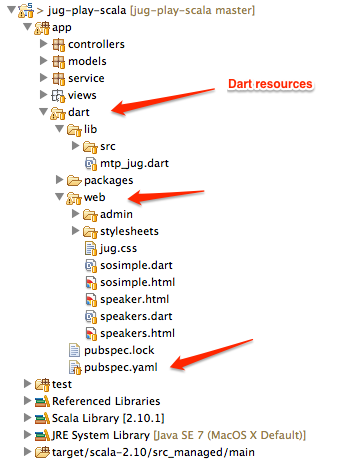 > jug-play-scala [jug-play-scala master]
app
controllers
models
service
views
Dart resources
dart
lib
src
mtp_jug.dart
packages
web
admin
stylesheets
jug.css
sosimple.dart
sosimple.html
speaker.html
speakers.dart
speakers.html
pubspec.lock
pubspec.yaml
test
Referenced Libraries
Scala Library [2.10.1]
JRE System Library [Java SE 7 (MacOS X Default)]
target/scala-2.10/src_managed/main